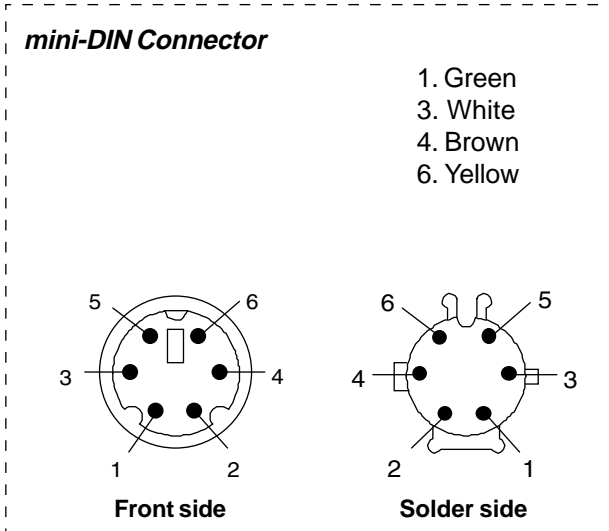 mini-DIN Connector
1. Green
3. White
4. Brown
6. Yellow
5 6 6 5
3 4 4 3
1 2 2 1
Front side Solder side